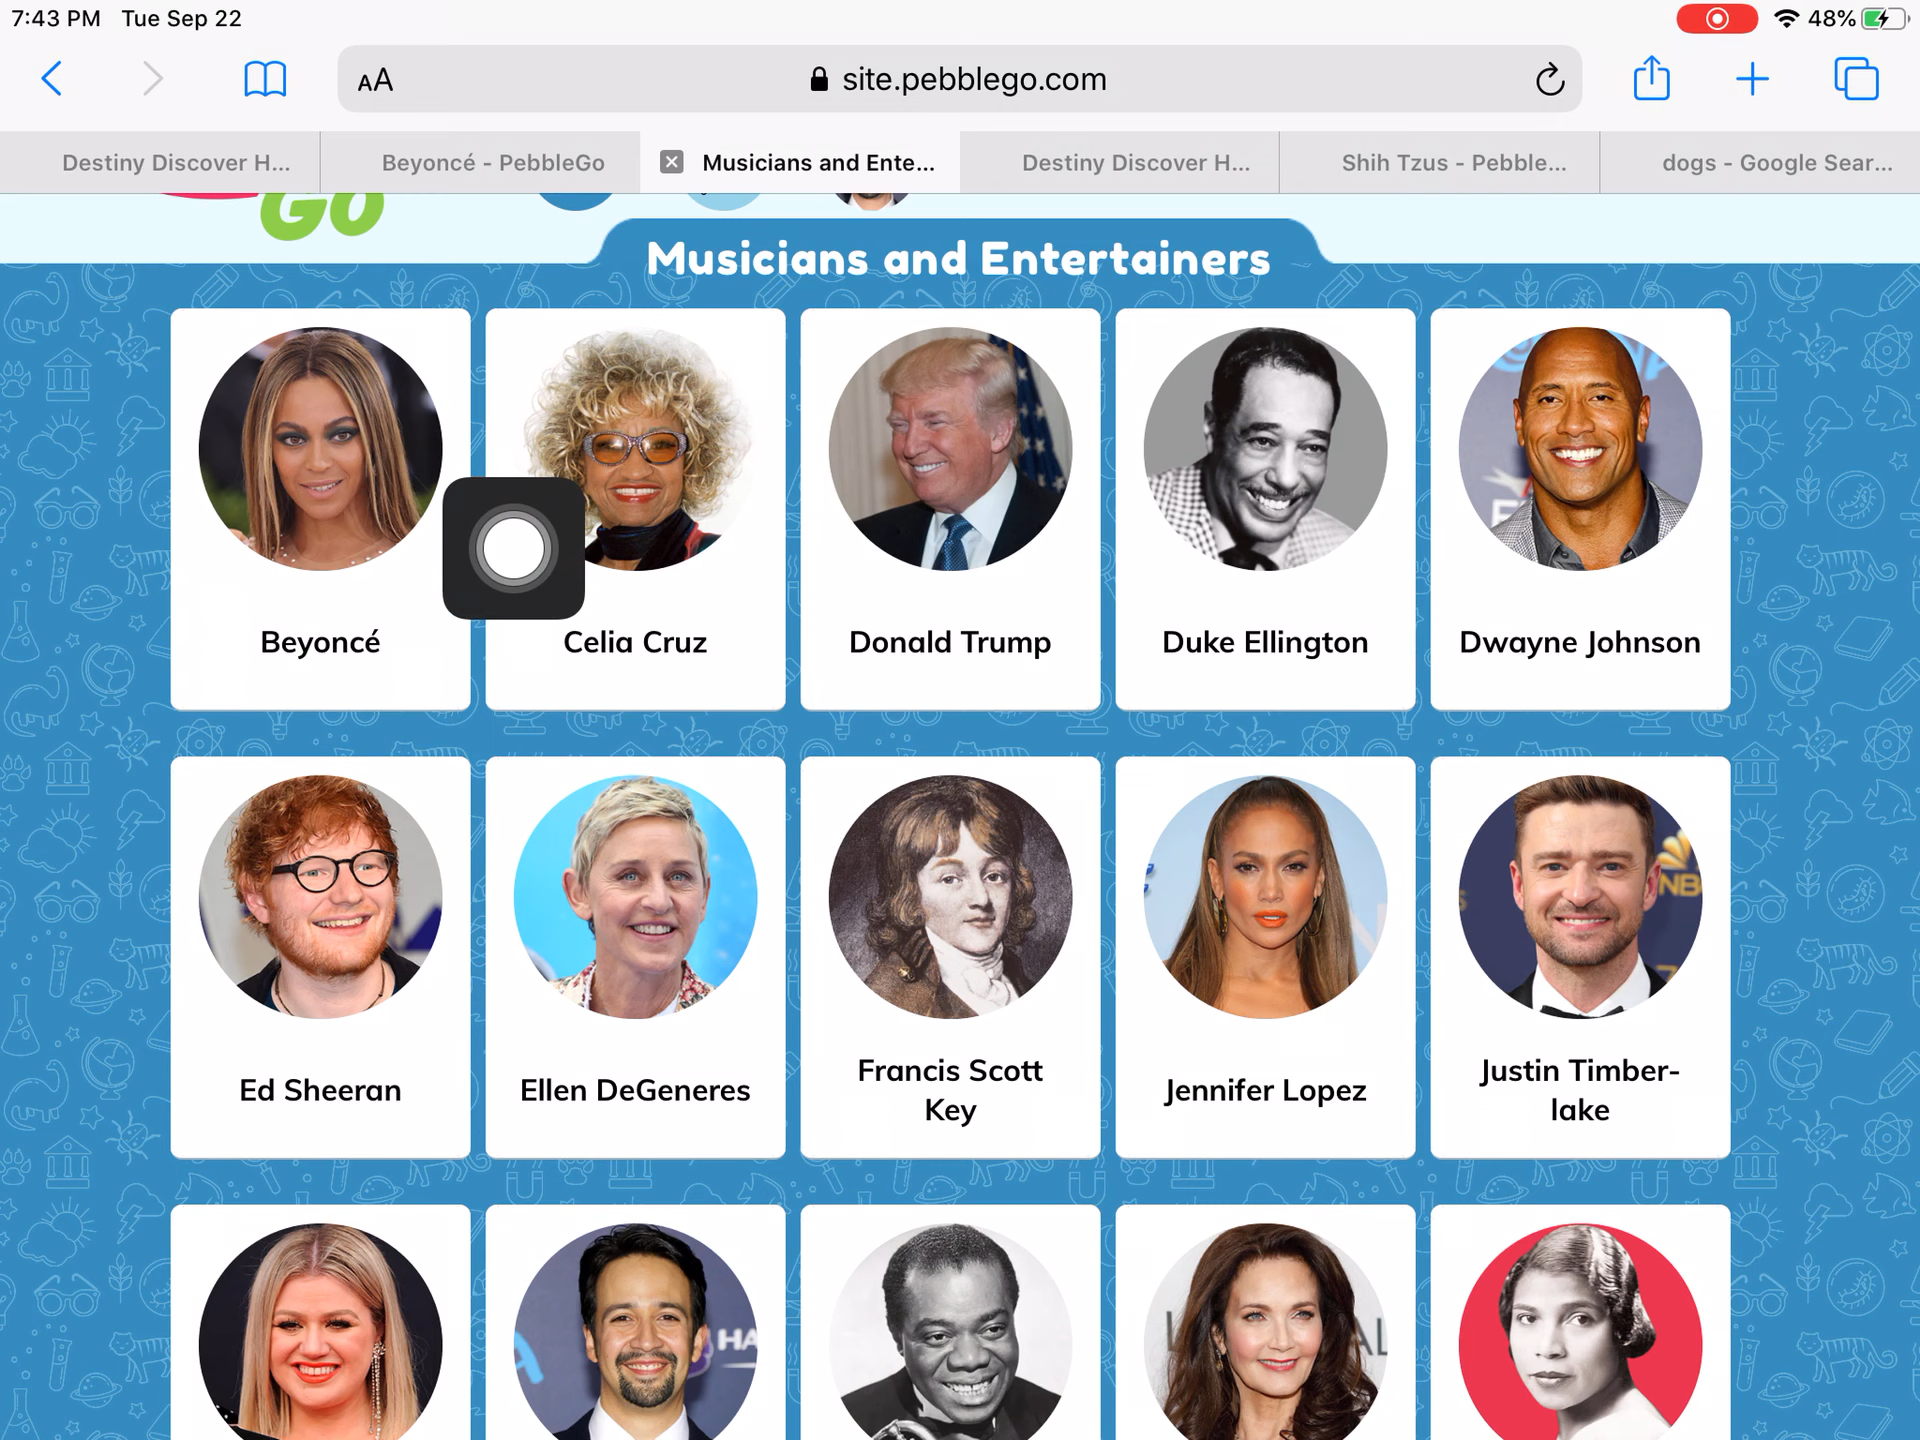 7:43 PM Tue Sep 22
48%
AA
site.pebblego.com
Destiny Discover H...
Beyoncé - PebbleGo
Musicians and Ente...
Destiny Discover H...
Shih Tzus - Pebble...
dogs - Google Sear...
GO
Musicians and Entertainers
Beyoncé
Celia Cruz
Donald Trump
Duke Ellington
Dwayne Johnson
Ed Sheeran
Ellen DeGeneres
Francis Scott
Key
Jennifer Lopez
Justin Timber-
lake